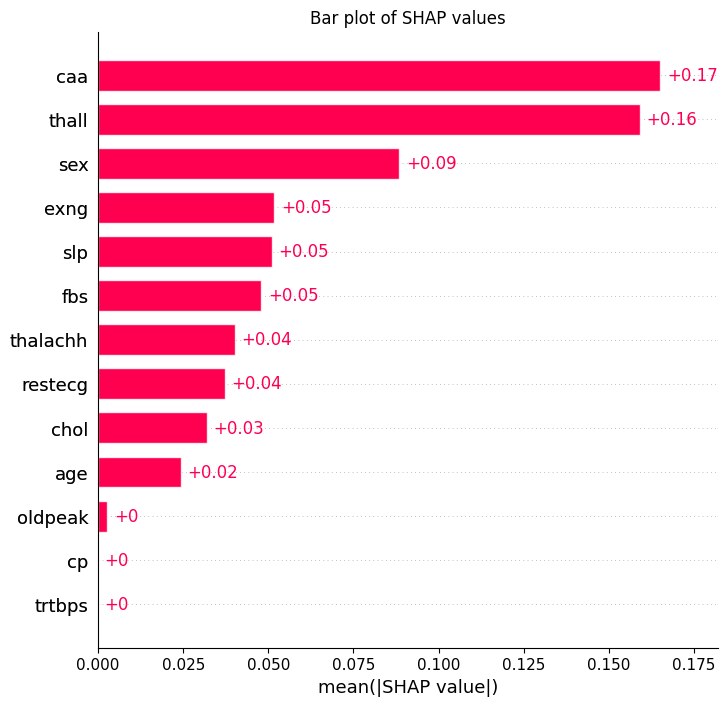 Bar plot of SHAP values
caa +0.17
thall +0.16
sex +0.09
exng +0.05
slp +0.05
fbs +0.05
thalachh +0.04
restecg +0.04
chol +0.03
age +0.02
oldpeak +0
cp +0
trtbps +0
0.000 0.025 0.050 0.075 0.100 0.125 0.150 0.175
mean(|SHAP value|)